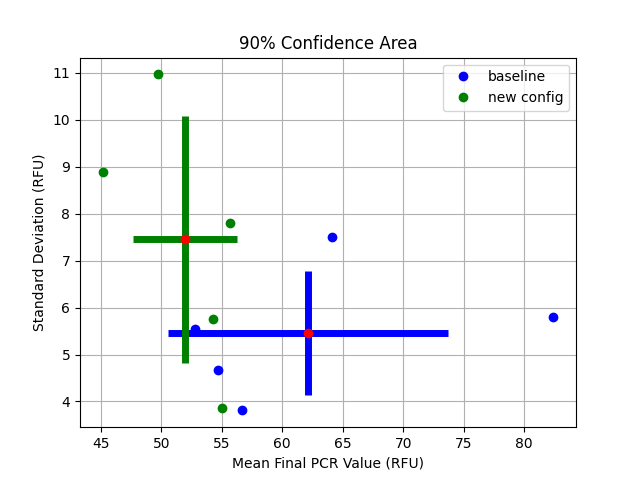 90% Confidence Area
baseline
new config
11
10
9
8
7
6
5
4
Standard Deviation (RFU)
45 50 55 60 65 70 75 80
Mean Final PCR Value (RFU)